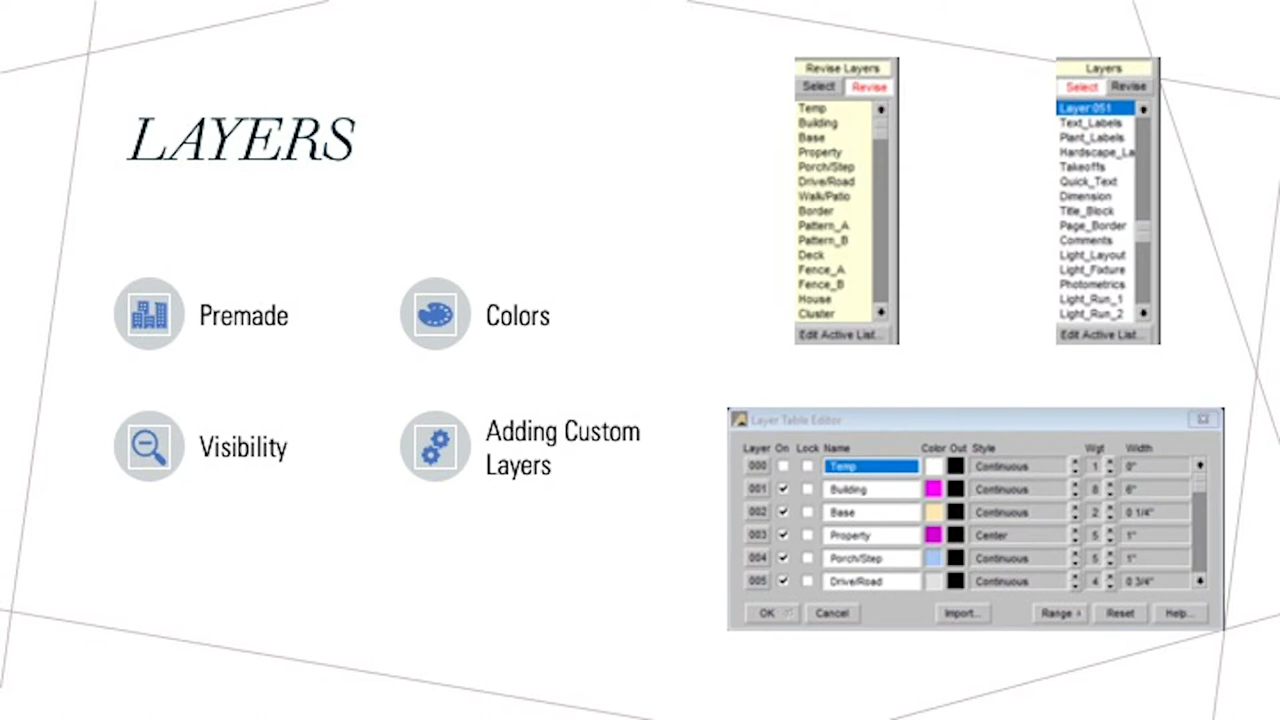 LAYERS
Premade
Colors
Visibility
Adding Custom
Layers
Revise Layers
Select Revise
Temp
Building
Base
Property
Porch/Step
Drive/Road
Walk/Patio
Border
Pattern_A
Pattern_B
Deck
Fence_A
Fence_B
House
Cluster
Edit Active List...
Layers
Select Revise
Layer:051
Text_Labels
Plant_Labels
Hardscape_La
Takeoffs
Quick_Text
Dimension
Title_Block
Page_Border
Comments
Light_Layout
Light_Fixture
Photometrics
Light_Run_1
Light_Run_2
Edit Active List...
Layer Table Editor
Layer On Lock Name Color Out Style Wgt Width
000 Temp Continuous 1 0"
001 Building Continuous 8 6"
002 Base Continuous 2 0 1/4"
003 Property Center 5 1"
004 Porch/Step Continuous 5 1"
005 Drive/Road Continuous 4 0 3/4"
OK Cancel Import... Range Reset Help...